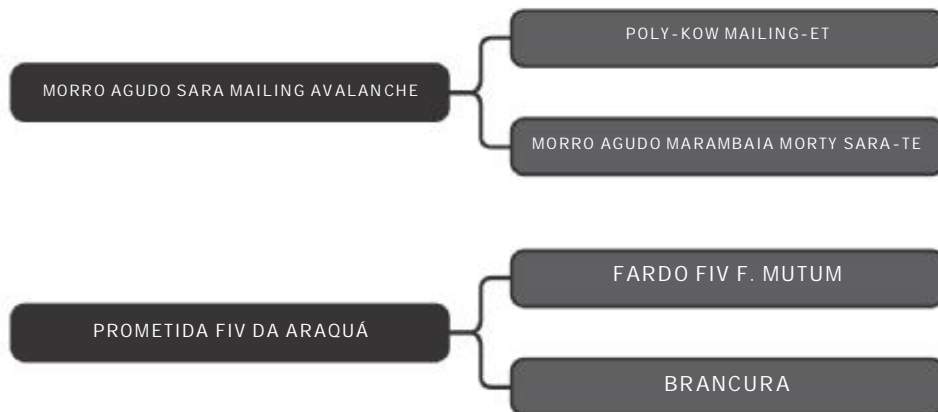 POLY-KOW MAILING-ET
MORRO AGUDO SARA MAILING AVALANCHE
MORRO AGUDO MARAMBAIA MORTY SARA-TE
FARDO FIV F. MUTUM
PROMETIDA FIV DA ARAQUÁ
BRANCURA